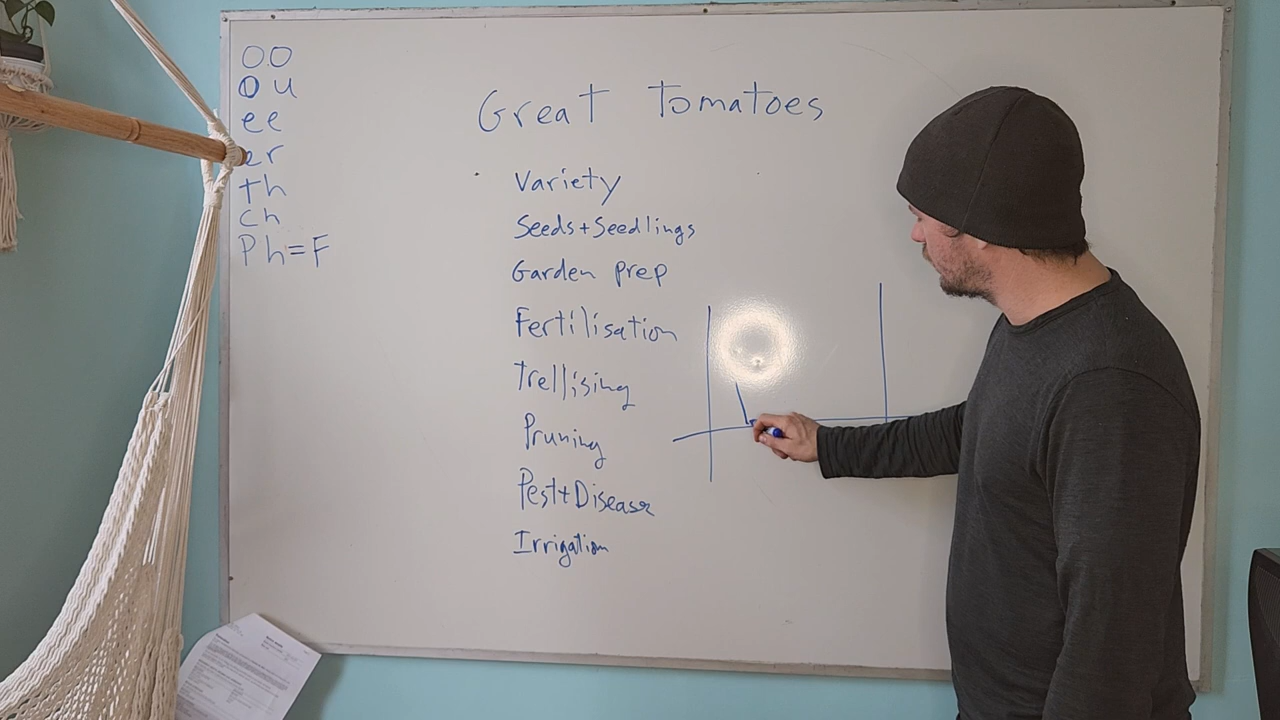 OO
Ou
ee
er
th
ch
Ph=F
Great Tomatoes
Variety
Seeds+Seedlings
Garden prep
Fertilisation
Trellising
Pruning
Pest+Disease
Irrigation